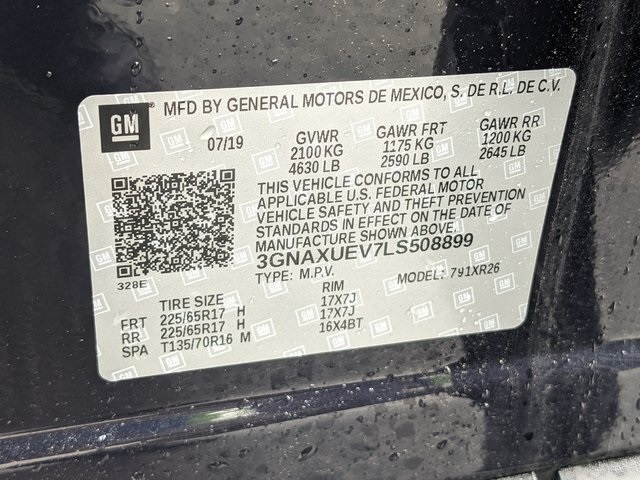 GM
MFD BY GENERAL MOTORS DE MEXICO, S. DE R.L. DE C.V.
07/19 GVWR GAWR FRT GAWR RR
2100 KG 1175 KG 1200 KG
4630 LB 2590 LB 2645 LB
THIS VEHICLE CONFORMS TO ALL
APPLICABLE U.S. FEDERAL MOTOR
VEHICLE SAFETY AND THEFT PREVENTION
STANDARDS IN EFFECT ON THE DATE OF
MANUFACTURE SHOWN ABOVE.
3GNAXUEV7LS508899
328E
TYPE: M.P.V. MODEL: 791XR26
TIRE SIZE RIM
FRT 225/65R17 H 17X7J
RR 225/65R17 H 17X7J
SPA T135/70R16 M 16X4BT